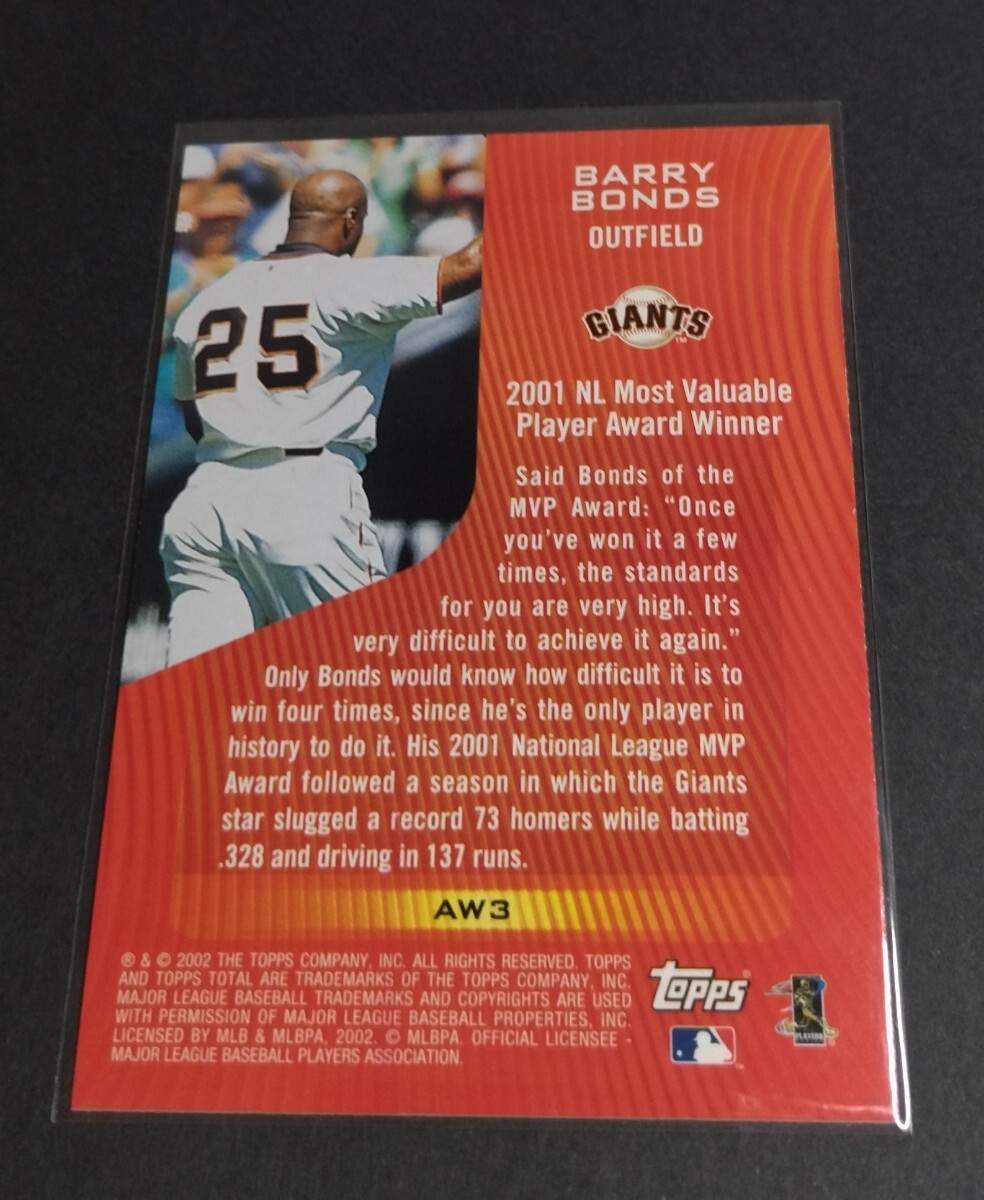 25
BARRY
BONDS
OUTFIELD
GIANTS
TM
2001 NL Most Valuable
Player Award Winner
Said Bonds of the
MVP Award: “Once
you’ve won it a few
times, the standards
for you are very high. It’s
very difficult to achieve it again.”
Only Bonds would know how difficult it is to
win four times, since he’s the only player in
history to do it. His 2001 National League MVP
Award followed a season in which the Giants
star slugged a record 73 homers while batting
.328 and driving in 137 runs.
AW3
® & © 2002 THE TOPPS COMPANY, INC. ALL RIGHTS RESERVED. TOPPS
AND TOPPS TOTAL ARE TRADEMARKS OF THE TOPPS COMPANY, INC.
MAJOR LEAGUE BASEBALL TRADEMARKS AND COPYRIGHTS ARE USED
WITH PERMISSION OF MAJOR LEAGUE BASEBALL PROPERTIES, INC.
LICENSED BY MLB & MLBPA, 2002. © MLBPA. OFFICIAL LICENSEE -
MAJOR LEAGUE BASEBALL PLAYERS ASSOCIATION.
Topps®
PLAYERS